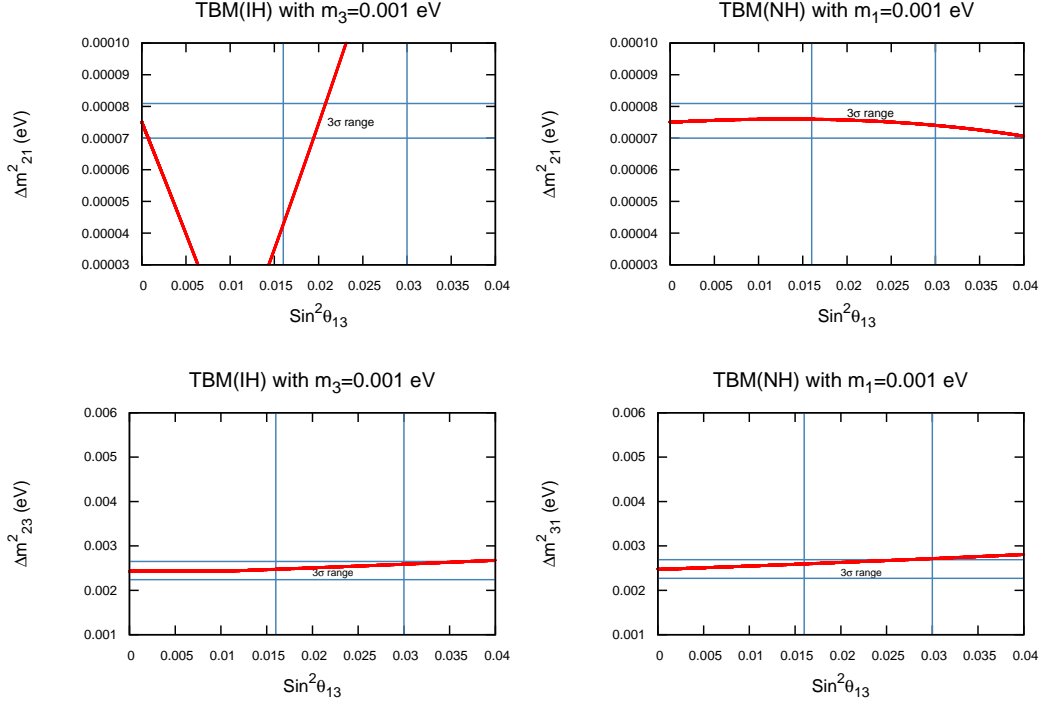 TBM(IH) with m3=0.001 eV
Δm²21 (eV)
0.00010
0.00009
0.00008
0.00007
0.00006
0.00005
0.00004
0.00003
3σ range
0 0.005 0.01 0.015 0.02 0.025 0.03 0.035 0.04
Sin²θ13
TBM(NH) with m1=0.001 eV
Δm²21 (eV)
0.00010
0.00009
0.00008
0.00007
0.00006
0.00005
0.00004
0.00003
3σ range
0 0.005 0.01 0.015 0.02 0.025 0.03 0.035 0.04
Sin²θ13
TBM(IH) with m3=0.001 eV
Δm²23 (eV)
0.006
0.005
0.004
0.003
0.002
0.001
3σ range
0 0.005 0.01 0.015 0.02 0.025 0.03 0.035 0.04
Sin²θ13
TBM(NH) with m1=0.001 eV
Δm²31 (eV)
0.006
0.005
0.004
0.003
0.002
0.001
3σ range
0 0.005 0.01 0.015 0.02 0.025 0.03 0.035 0.04
Sin²θ13